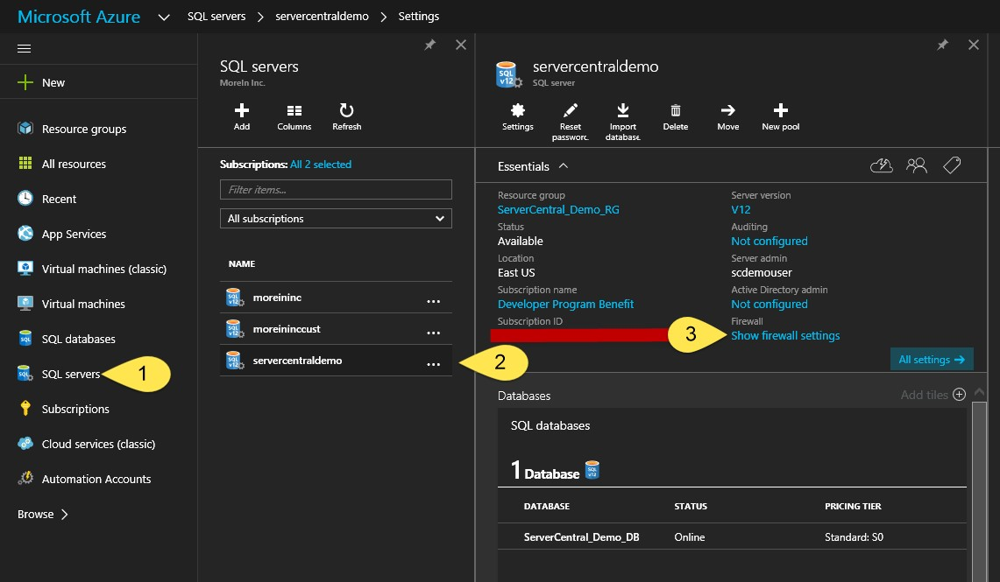 Microsoft Azure
SQL servers > servercentraldemo > Settings
New
Resource groups
All resources
Recent
App Services
Virtual machines (classic)
Virtual machines
SQL databases
SQL servers
1
Subscriptions
Cloud services (classic)
Automation Accounts
Browse >
SQL servers
MoreIn Inc.
Add
Columns
Refresh
Subscriptions: All 2 selected
Filter items...
All subscriptions
NAME
moreininc
moreininccust
servercentraldemo
2
servercentraldemo
SQL server
Settings
Reset
passwor...
Import
database.
Delete
Move
New pool
Essentials
Resource group
ServerCentral_Demo_RG
Status
Available
Location
East US
Subscription name
Developer Program Benefit
Subscription ID
Server version
V12
Auditing
Not configured
Server admin
scdemouser
Active Directory admin
Not configured
Firewall
3
Show firewall settings
All settings →
Databases
Add tiles
SQL databases
1 Database
DATABASE STATUS PRICING TIER
ServerCentral_Demo_DB Online Standard: S0